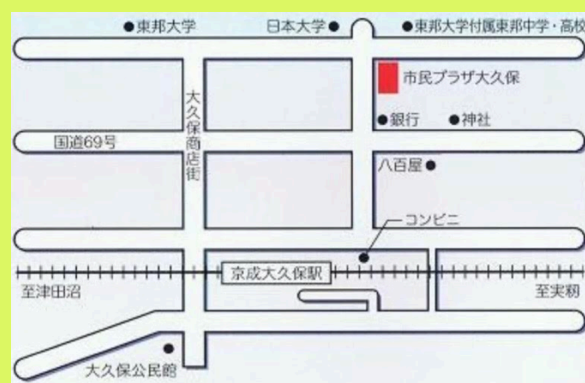 東邦大学
日本大学
東邦大学付属東邦中学・高校
市民プラザ大久保
大久保商店街
銀行
神社
国道69号
八百屋
コンビニ
京成大久保駅
至津田沼
至実籾
大久保公民館